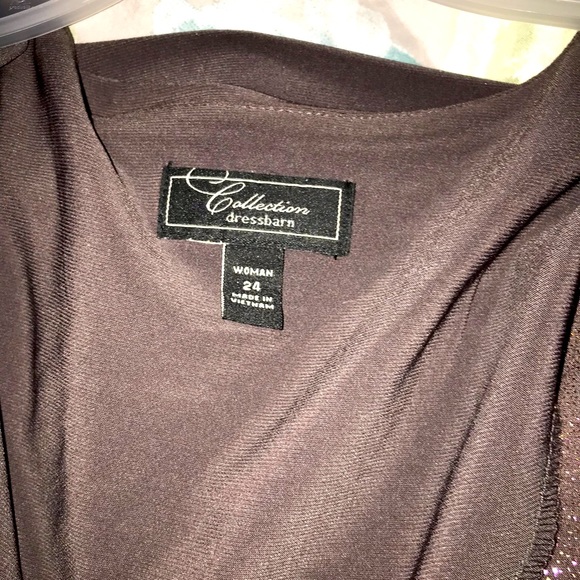 Collection
dressbarn
WOMAN
24
MADE IN
VIETNAM